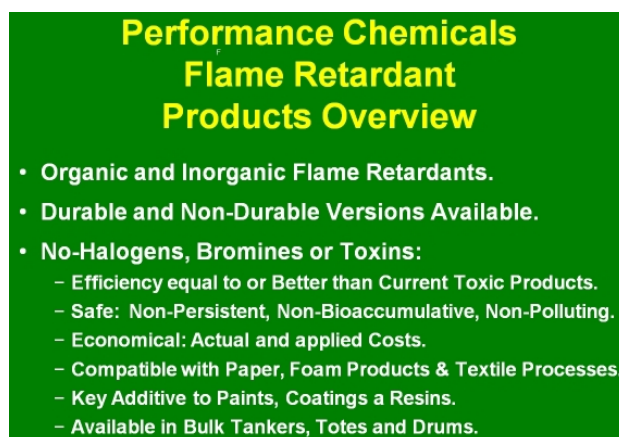 Performance Chemicals
F
Flame Retardant
Products Overview
• Organic and Inorganic Flame Retardants.
• Durable and Non-Durable Versions Available.
• No-Halogens, Bromines or Toxins:
– Efficiency equal to or Better than Current Toxic Products.
– Safe: Non-Persistent, Non-Bioaccumulative, Non-Polluting.
– Economical: Actual and applied Costs.
– Compatible with Paper, Foam Products & Textile Processes.
– Key Additive to Paints, Coatings a Resins.
– Available in Bulk Tankers, Totes and Drums.